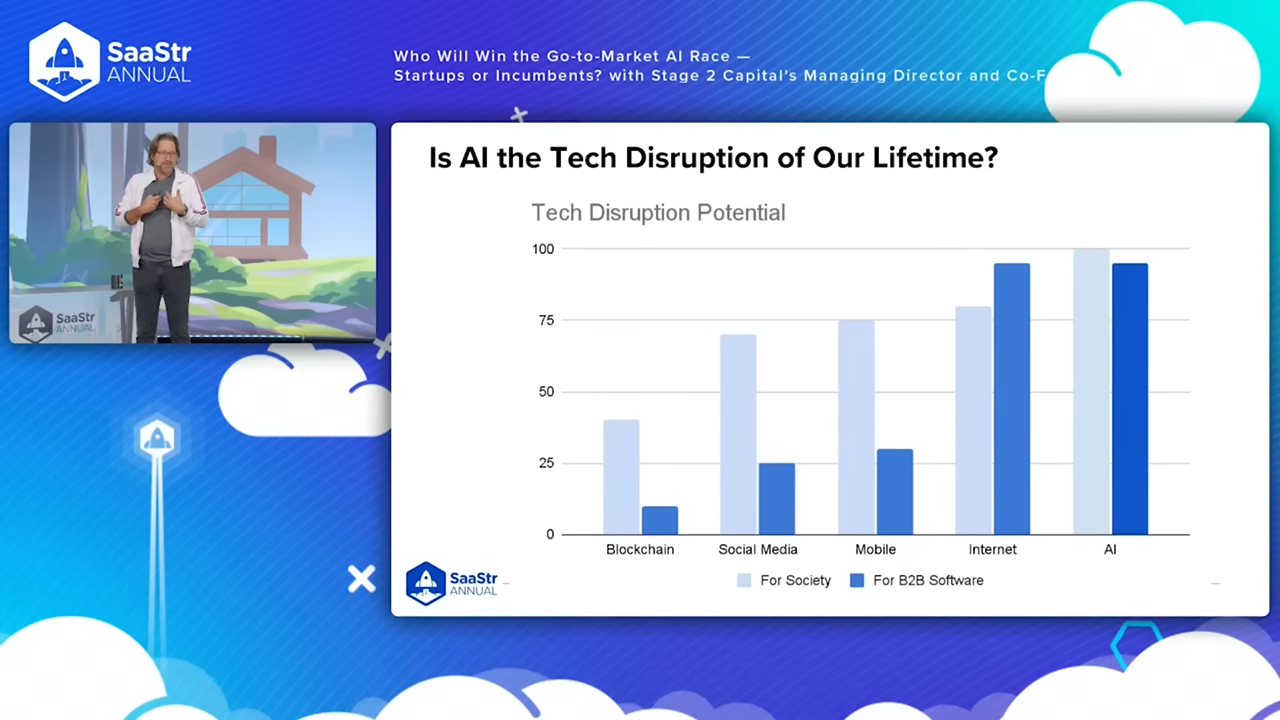 SaaStr
ANNUAL
Who Will Win the Go-to-Market AI Race —
Startups or Incumbents? with Stage 2 Capital's Managing Director and Co-F
SaaStr
ANNUAL
Is AI the Tech Disruption of Our Lifetime?
Tech Disruption Potential
100
75
50
25
0
Blockchain
Social Media
Mobile
Internet
AI
For Society
For B2B Software
SaaStr
ANNUAL